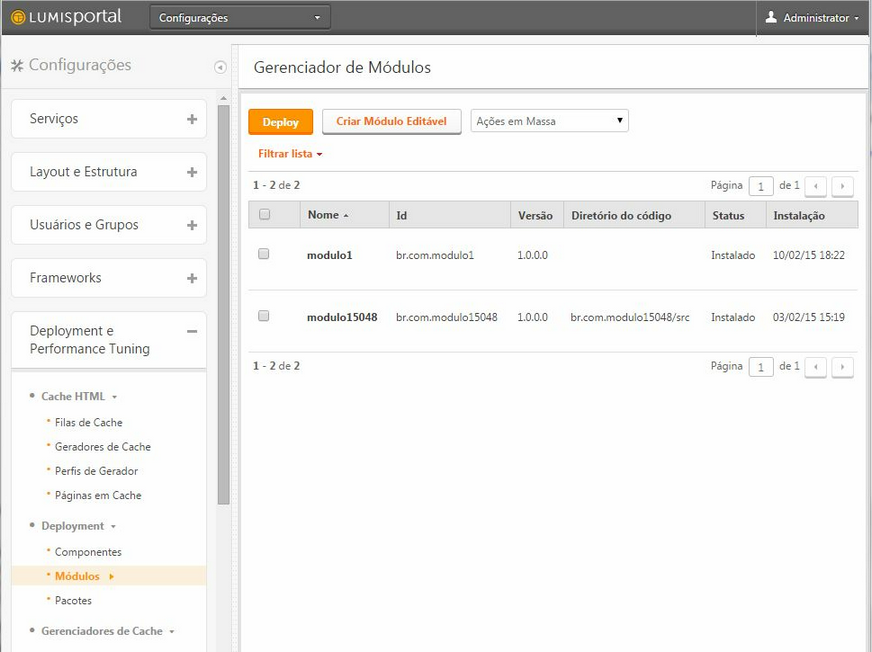 LUMISportal
Configurações
Administrator
Configurações
Gerenciador de Módulos
Serviços
Layout e Estrutura
Usuários e Grupos
Frameworks
Deployment e
Performance Tuning
Cache HTML
Filas de Cache
Geradores de Cache
Perfis de Gerador
Páginas em Cache
Deployment
Componentes
Módulos
Pacotes
Gerenciadores de Cache
Deploy Criar Módulo Editável Ações em Massa
Filtrar lista
1 - 2 de 2 Página 1 de 1
Nome Id Versão Diretório do código Status Instalação
modulo1 br.com.modulo1 1.0.0.0 Instalado 10/02/15 18:22
modulo15048 br.com.modulo15048 1.0.0.0 br.com.modulo15048/src Instalado 03/02/15 15:19
1 - 2 de 2 Página 1 de 1